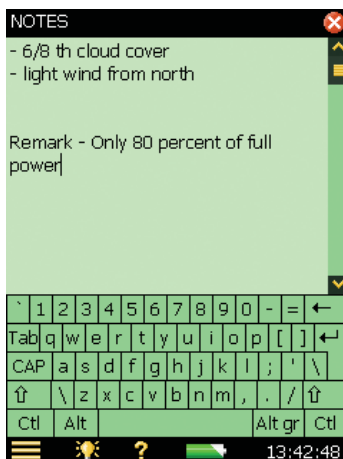 NOTES
- 6/8 th cloud cover
- light wind from north
Remark - Only 80 percent of full
power
` 1 2 3 4 5 6 7 8 9 0 - = ←
Tab q w e r t y u i o p [ ] ↵
CAP a s d f g h j k l ; ' \
⇧ \ z x c v b n m , . / ⇧
Ctl Alt Alt gr Ctl
? 13:42:48